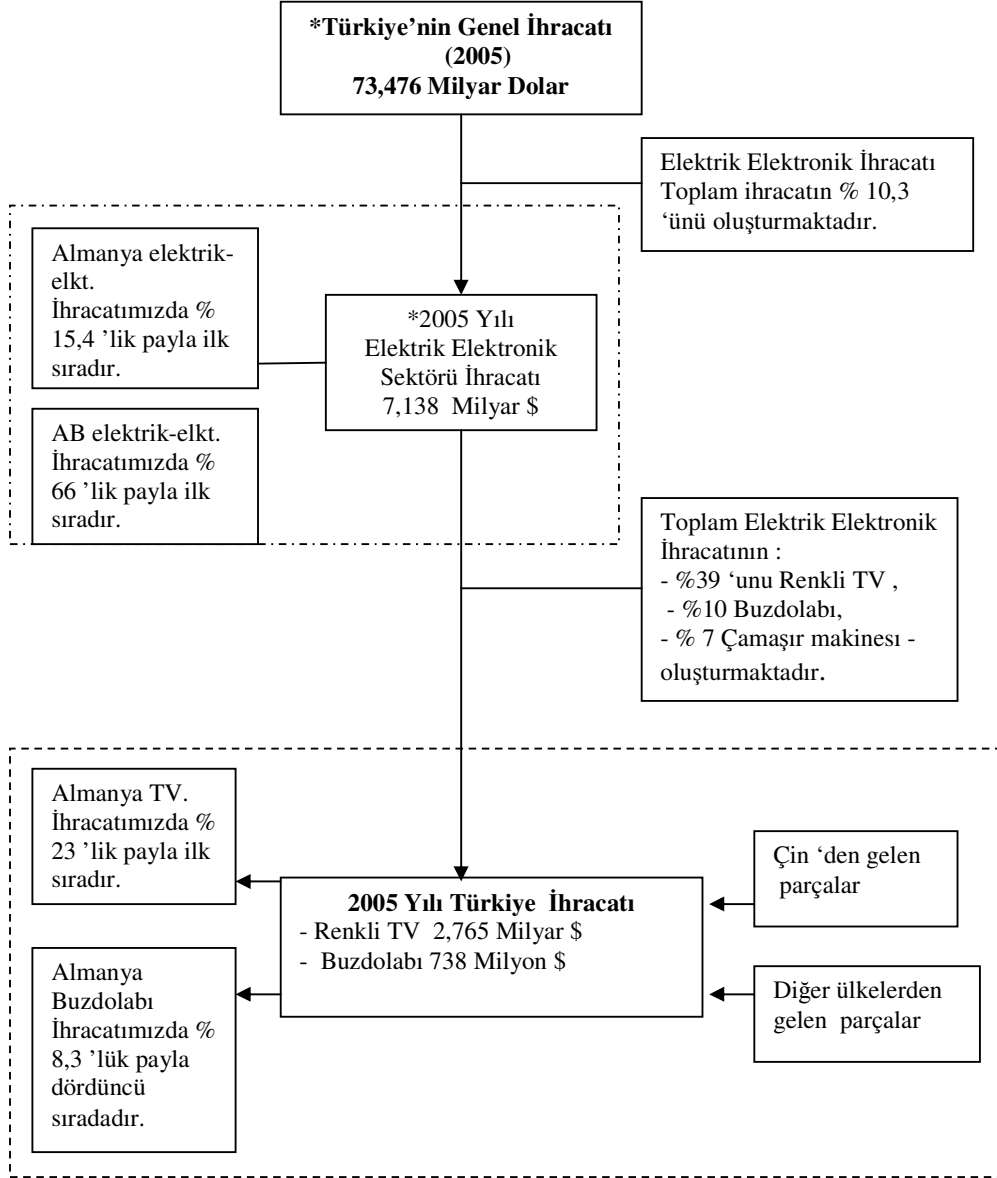 *Türkiye’nin Genel İhracatı
(2005)
73,476 Milyar Dolar
Elektrik Elektronik İhracatı
Toplam ihracatın % 10,3
‘ünü oluşturmaktadır.
Almanya elektrik-
elkt.
İhracatımızda %
15,4 ’lik payla ilk
sıradır.
*2005 Yılı
Elektrik Elektronik
Sektörü İhracatı
7,138 Milyar $
AB elektrik-elkt.
İhracatımızda %
66 ’lik payla ilk
sıradır.
Toplam Elektrik Elektronik
İhracatının :
- %39 ‘unu Renkli TV ,
- %10 Buzdolabı,
- % 7 Çamaşır makinesı -
oluşturmaktadır.
Almanya TV.
İhracatımızda %
23 ’lik payla ilk
sıradır.
Çin ‘den gelen
parçalar
2005 Yılı Türkiye İhracatı
- Renkli TV 2,765 Milyar $
- Buzdolabı 738 Milyon $
Almanya
Buzdolabı
İhracatımızda %
8,3 ’lük payla
dördüncü
sıradadır.
Diğer ülkelerden
gelen parçalar